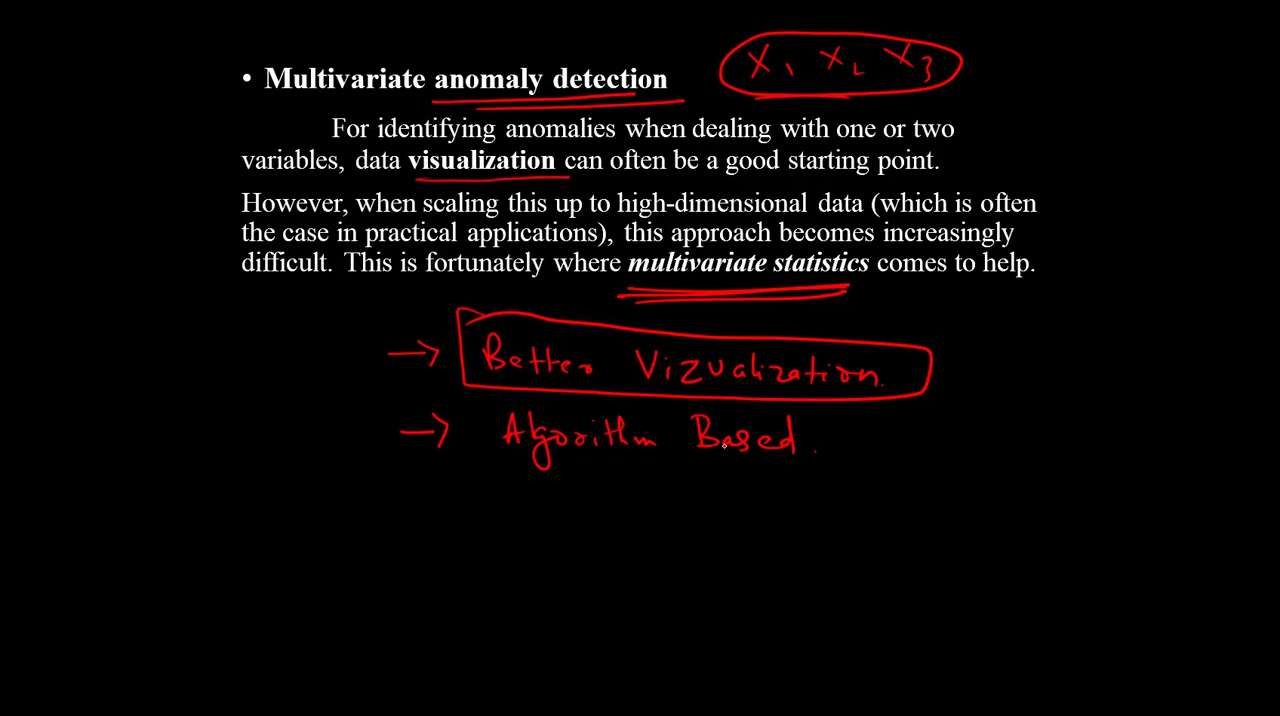 • Multivariate anomaly detection
X1 X2 X3
For identifying anomalies when dealing with one or two
variables, data visualization can often be a good starting point.
However, when scaling this up to high-dimensional data (which is often
the case in practical applications), this approach becomes increasingly
difficult. This is fortunately where multivariate statistics comes to help.
→ Better Vizualization.
→ Algorithm Based.